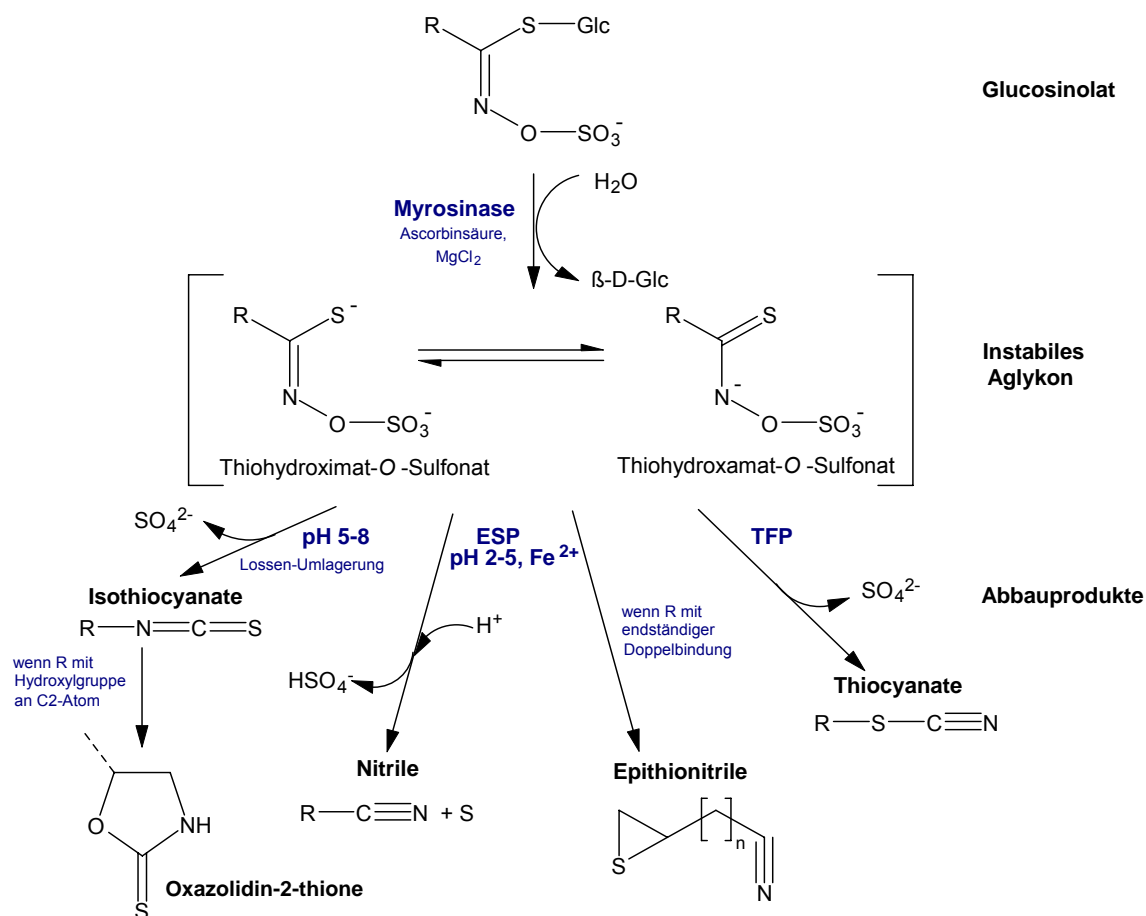 R
S
Glc
N
O
SO₃⁻
Glucosinolat
H₂O
Myrosinase
Ascorbinsäure,
MgCl₂
ß-D-Glc
R
S⁻
N
O
SO₃⁻
Thiohydroximat-O -Sulfonat
R
S
N⁻
O
SO₃⁻
Thiohydroxamat-O -Sulfonat
Instabiles
Aglykon
SO₄²⁻
pH 5-8
Lossen-Umlagerung
ESP
pH 2-5, Fe²⁺
TFP
Isothiocyanate
R N C S
wenn R mit
Hydroxylgruppe
an C2-Atom
H⁺
HSO₄⁻
wenn R mit
endständiger
Doppelbindung
SO₄²⁻
Abbauprodukte
Thiocyanate
R S C N
Nitrile
R C N + S
Epithionitrile
S
n
N
O
NH
S
Oxazolidin-2-thione